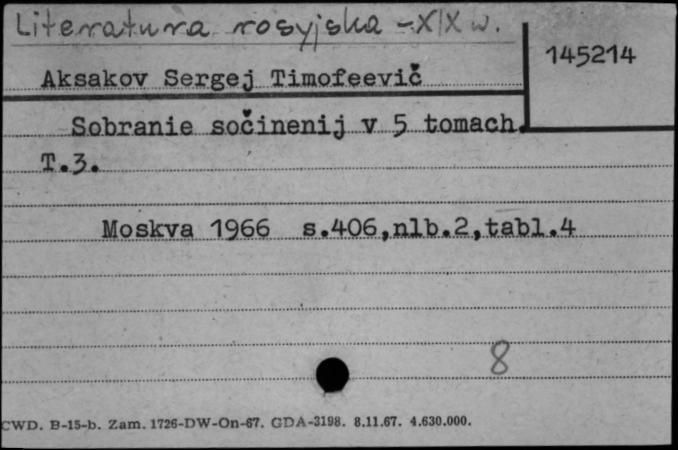 Literatura rosyjska - XIX w.
145214
Aksakov Sergej Timofeevič
Sobranie sočinenij v 5 tomach.
T.3.
Moskva 1966 s.406,nlb.2,tabl.4
8
CWD. B-15-b. Zam. 1726-DW-On-67. GDA-3198. 8.11.67. 4.630.000.